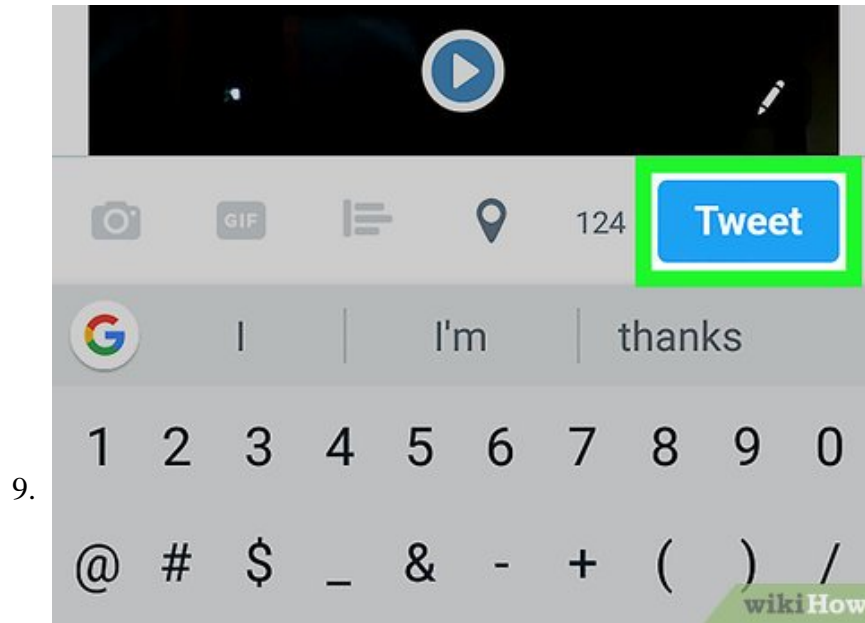 GIF 124 Tweet
G I I'm thanks
1 2 3 4 5 6 7 8 9 0
9.
@ # $ _ & - + ( ) /
wikiHow